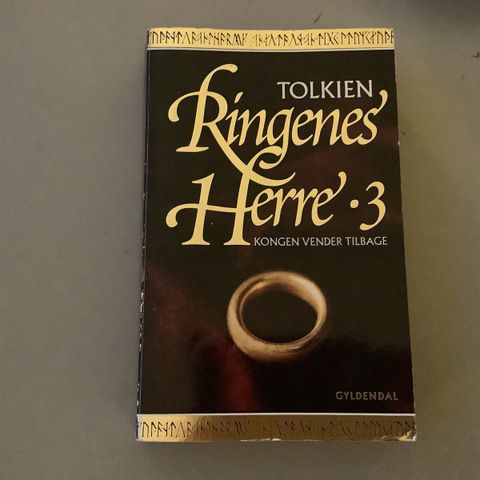 TOLKIEN
Ringenes
Herre · 3
KONGEN VENDER TILBAGE
GYLDENDAL